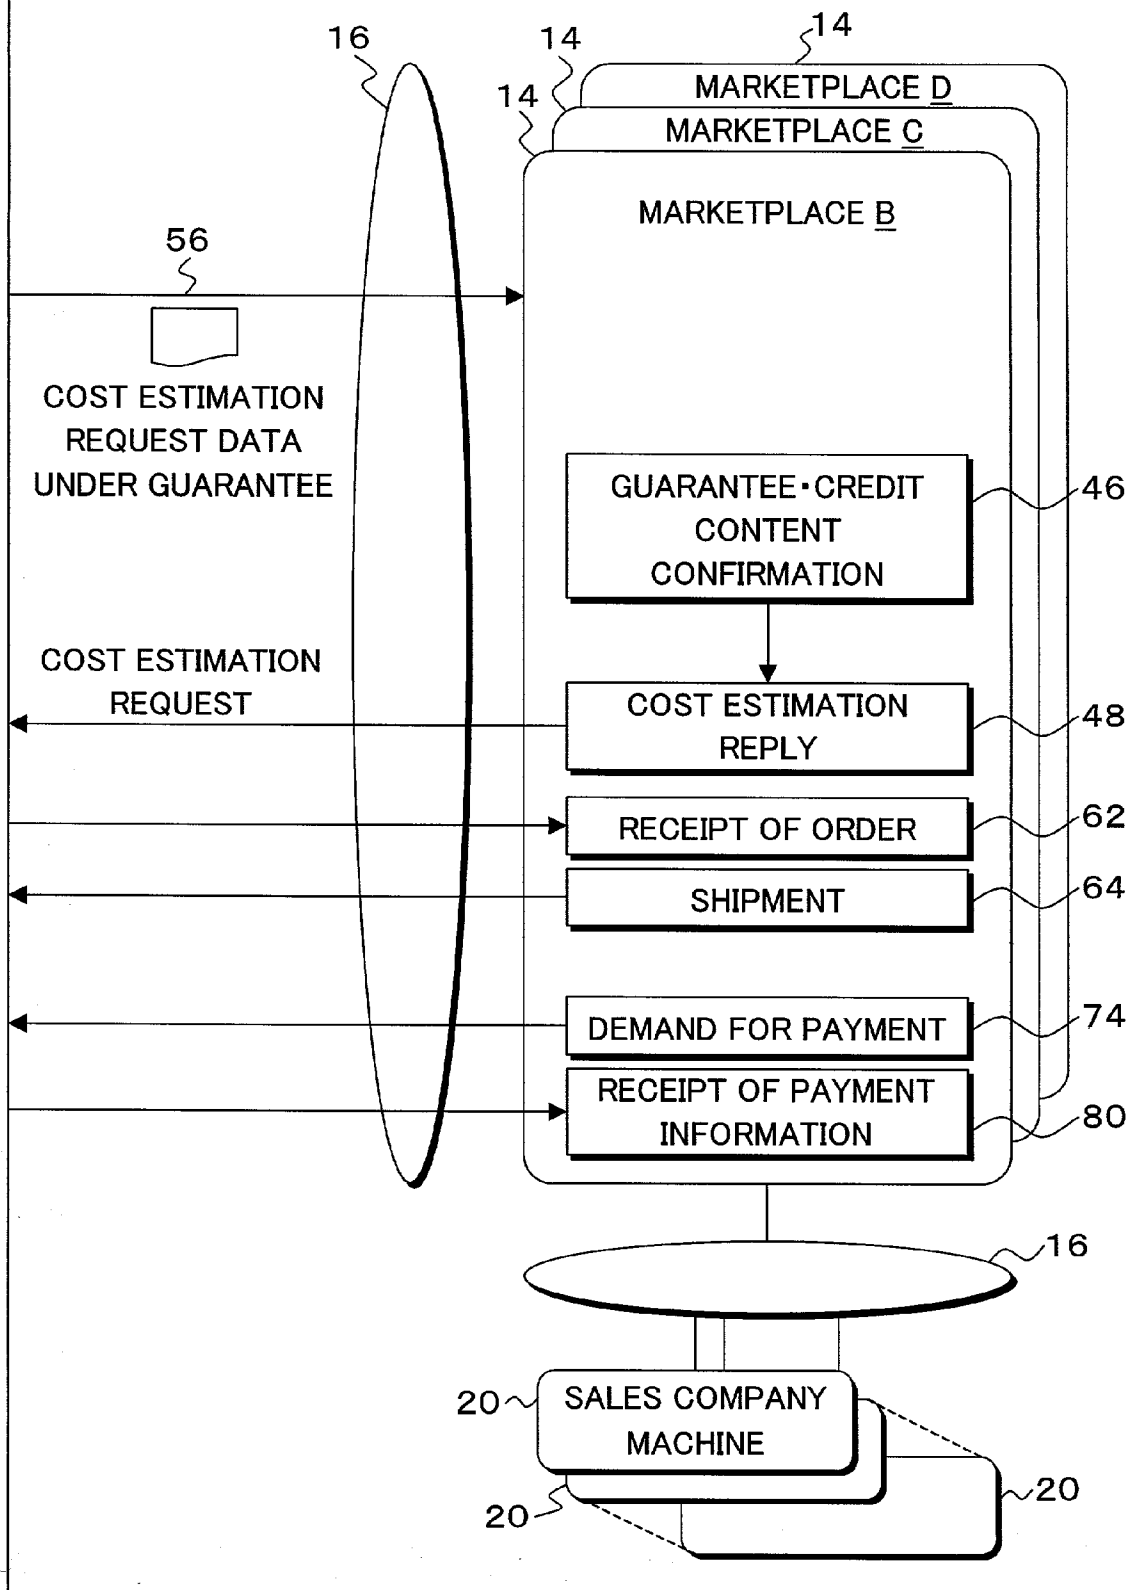 14
14
16
14
MARKETPLACE D
MARKETPLACE C
MARKETPLACE B
56
COST ESTIMATION
REQUEST DATA
UNDER GUARANTEE
GUARANTEE・CREDIT
CONTENT
CONFIRMATION
46
COST ESTIMATION
REQUEST
COST ESTIMATION
REPLY
48
RECEIPT OF ORDER
62
SHIPMENT
64
DEMAND FOR PAYMENT
74
RECEIPT OF PAYMENT
INFORMATION
80
16
20
SALES COMPANY
MACHINE
20
20